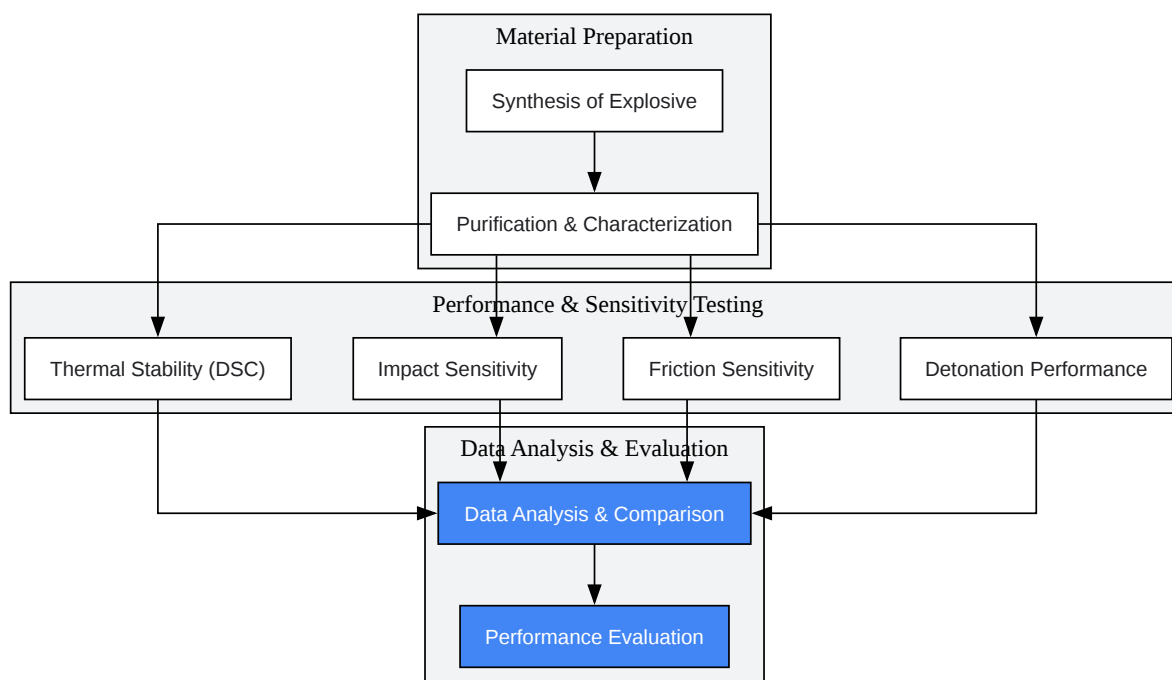 Material Preparation
Synthesis of Explosive
Purification & Characterization
Performance & Sensitivity Testing
Thermal Stability (DSC)
Impact Sensitivity
Friction Sensitivity
Detonation Performance
Data Analysis & Evaluation
Data Analysis & Comparison
Performance Evaluation